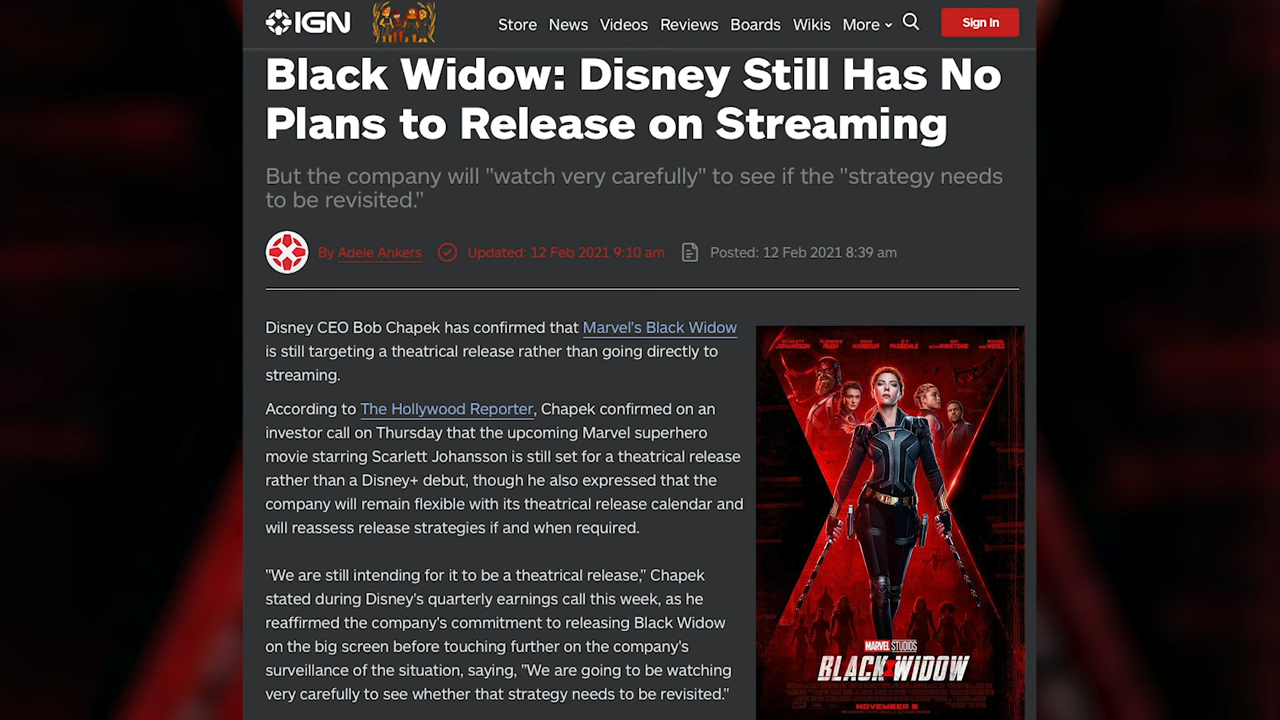 IGN
Store News Videos Reviews Boards Wikis More Sign In
Black Widow: Disney Still Has No
Plans to Release on Streaming
But the company will "watch very carefully" to see if the "strategy needs
to be revisited."
By Adele Ankers Updated: 12 Feb 2021 9:10 am Posted: 12 Feb 2021 8:39 am
Disney CEO Bob Chapek has confirmed that Marvel's Black Widow
is still targeting a theatrical release rather than going directly to
streaming.
According to The Hollywood Reporter, Chapek confirmed on an
investor call on Thursday that the upcoming Marvel superhero
movie starring Scarlett Johansson is still set for a theatrical release
rather than a Disney+ debut, though he also expressed that the
company will remain flexible with its theatrical release calendar and
will reassess release strategies if and when required.
"We are still intending for it to be a theatrical release," Chapek
stated during Disney's quarterly earnings call this week, as he
reaffirmed the company's commitment to releasing Black Widow
on the big screen before touching further on the company's
surveillance of the situation, saying, "We are going to be watching
very carefully to see whether that strategy needs to be revisited."
MARVEL STUDIOS
BLACK WIDOW
NOVEMBER 6